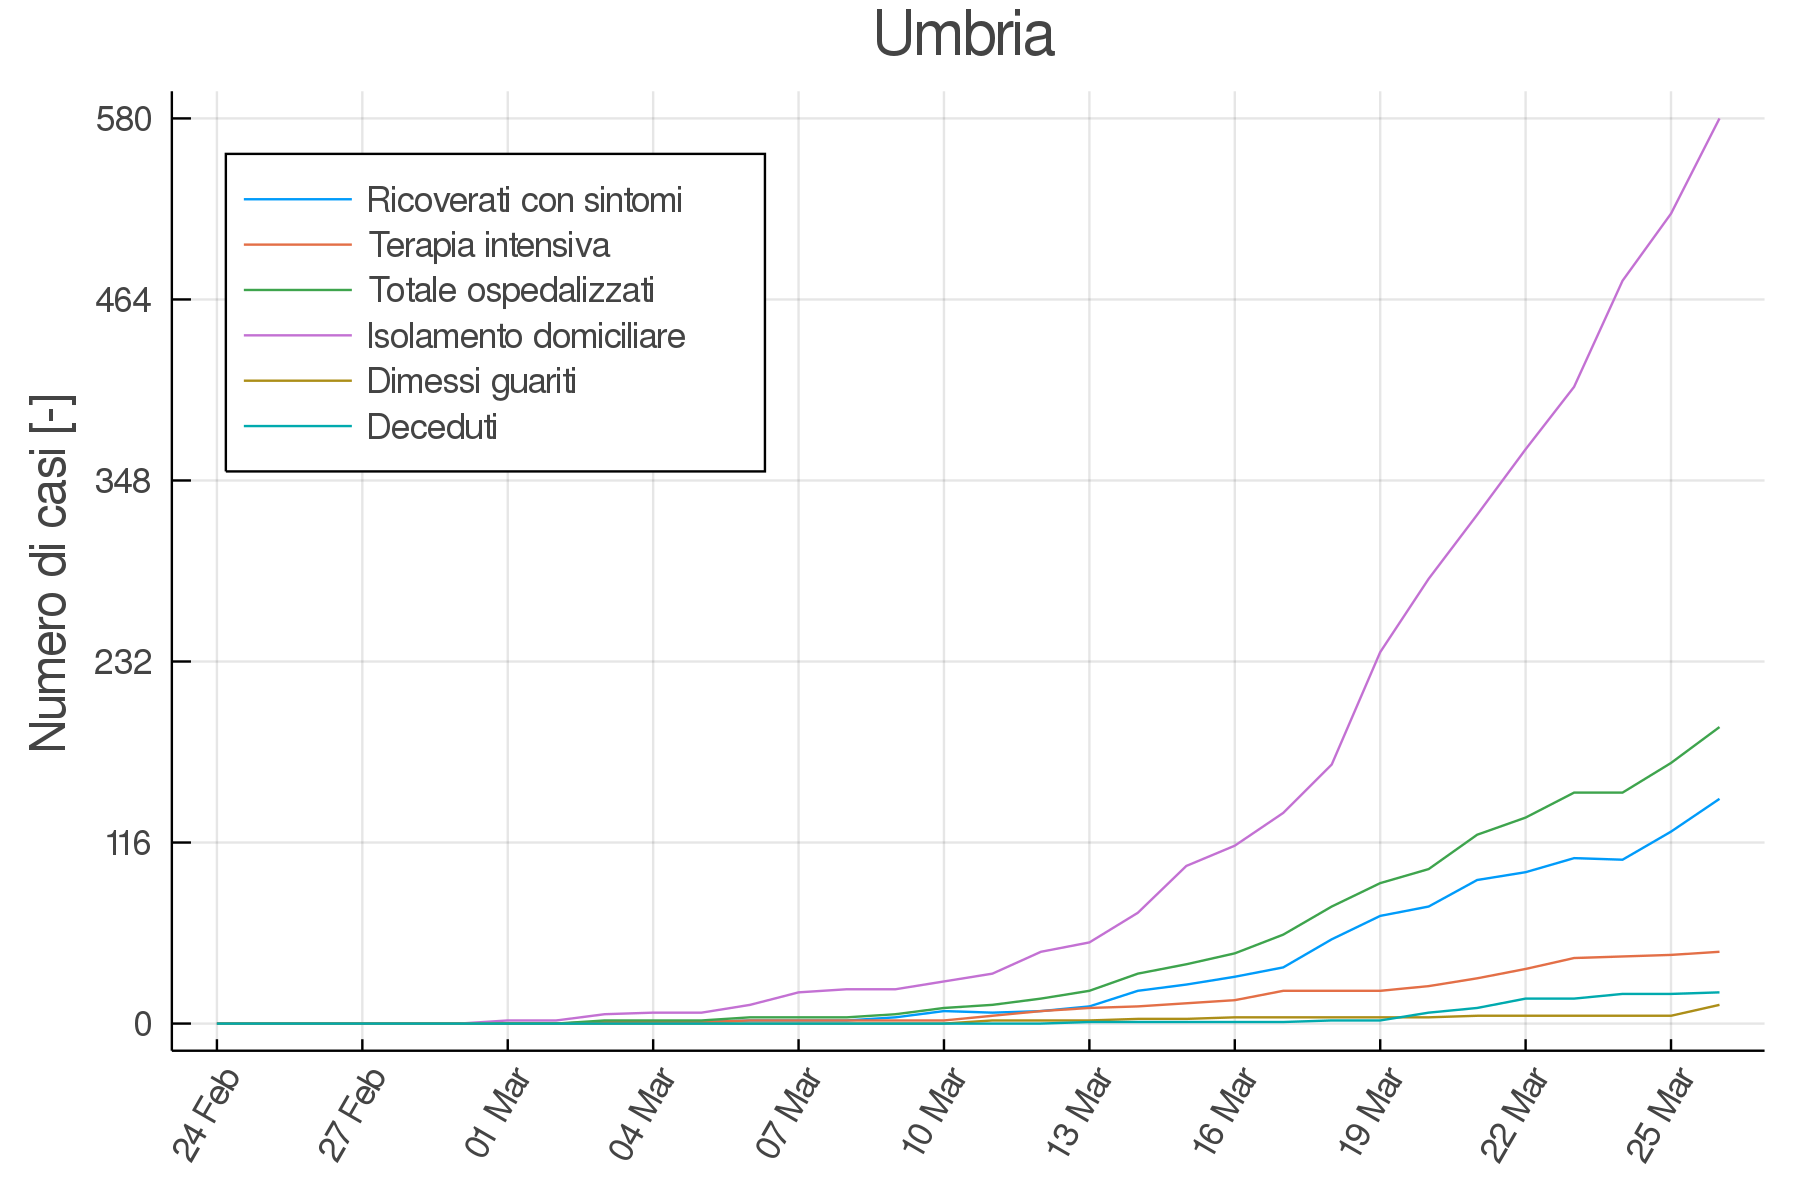 Umbria
Numero di casi [-]
580
464
348
232
116
0
Ricoverati con sintomi
Terapia intensiva
Totale ospedalizzati
Isolamento domiciliare
Dimessi guariti
Deceduti
24 Feb
27 Feb
01 Mar
04 Mar
07 Mar
10 Mar
13 Mar
16 Mar
19 Mar
22 Mar
25 Mar